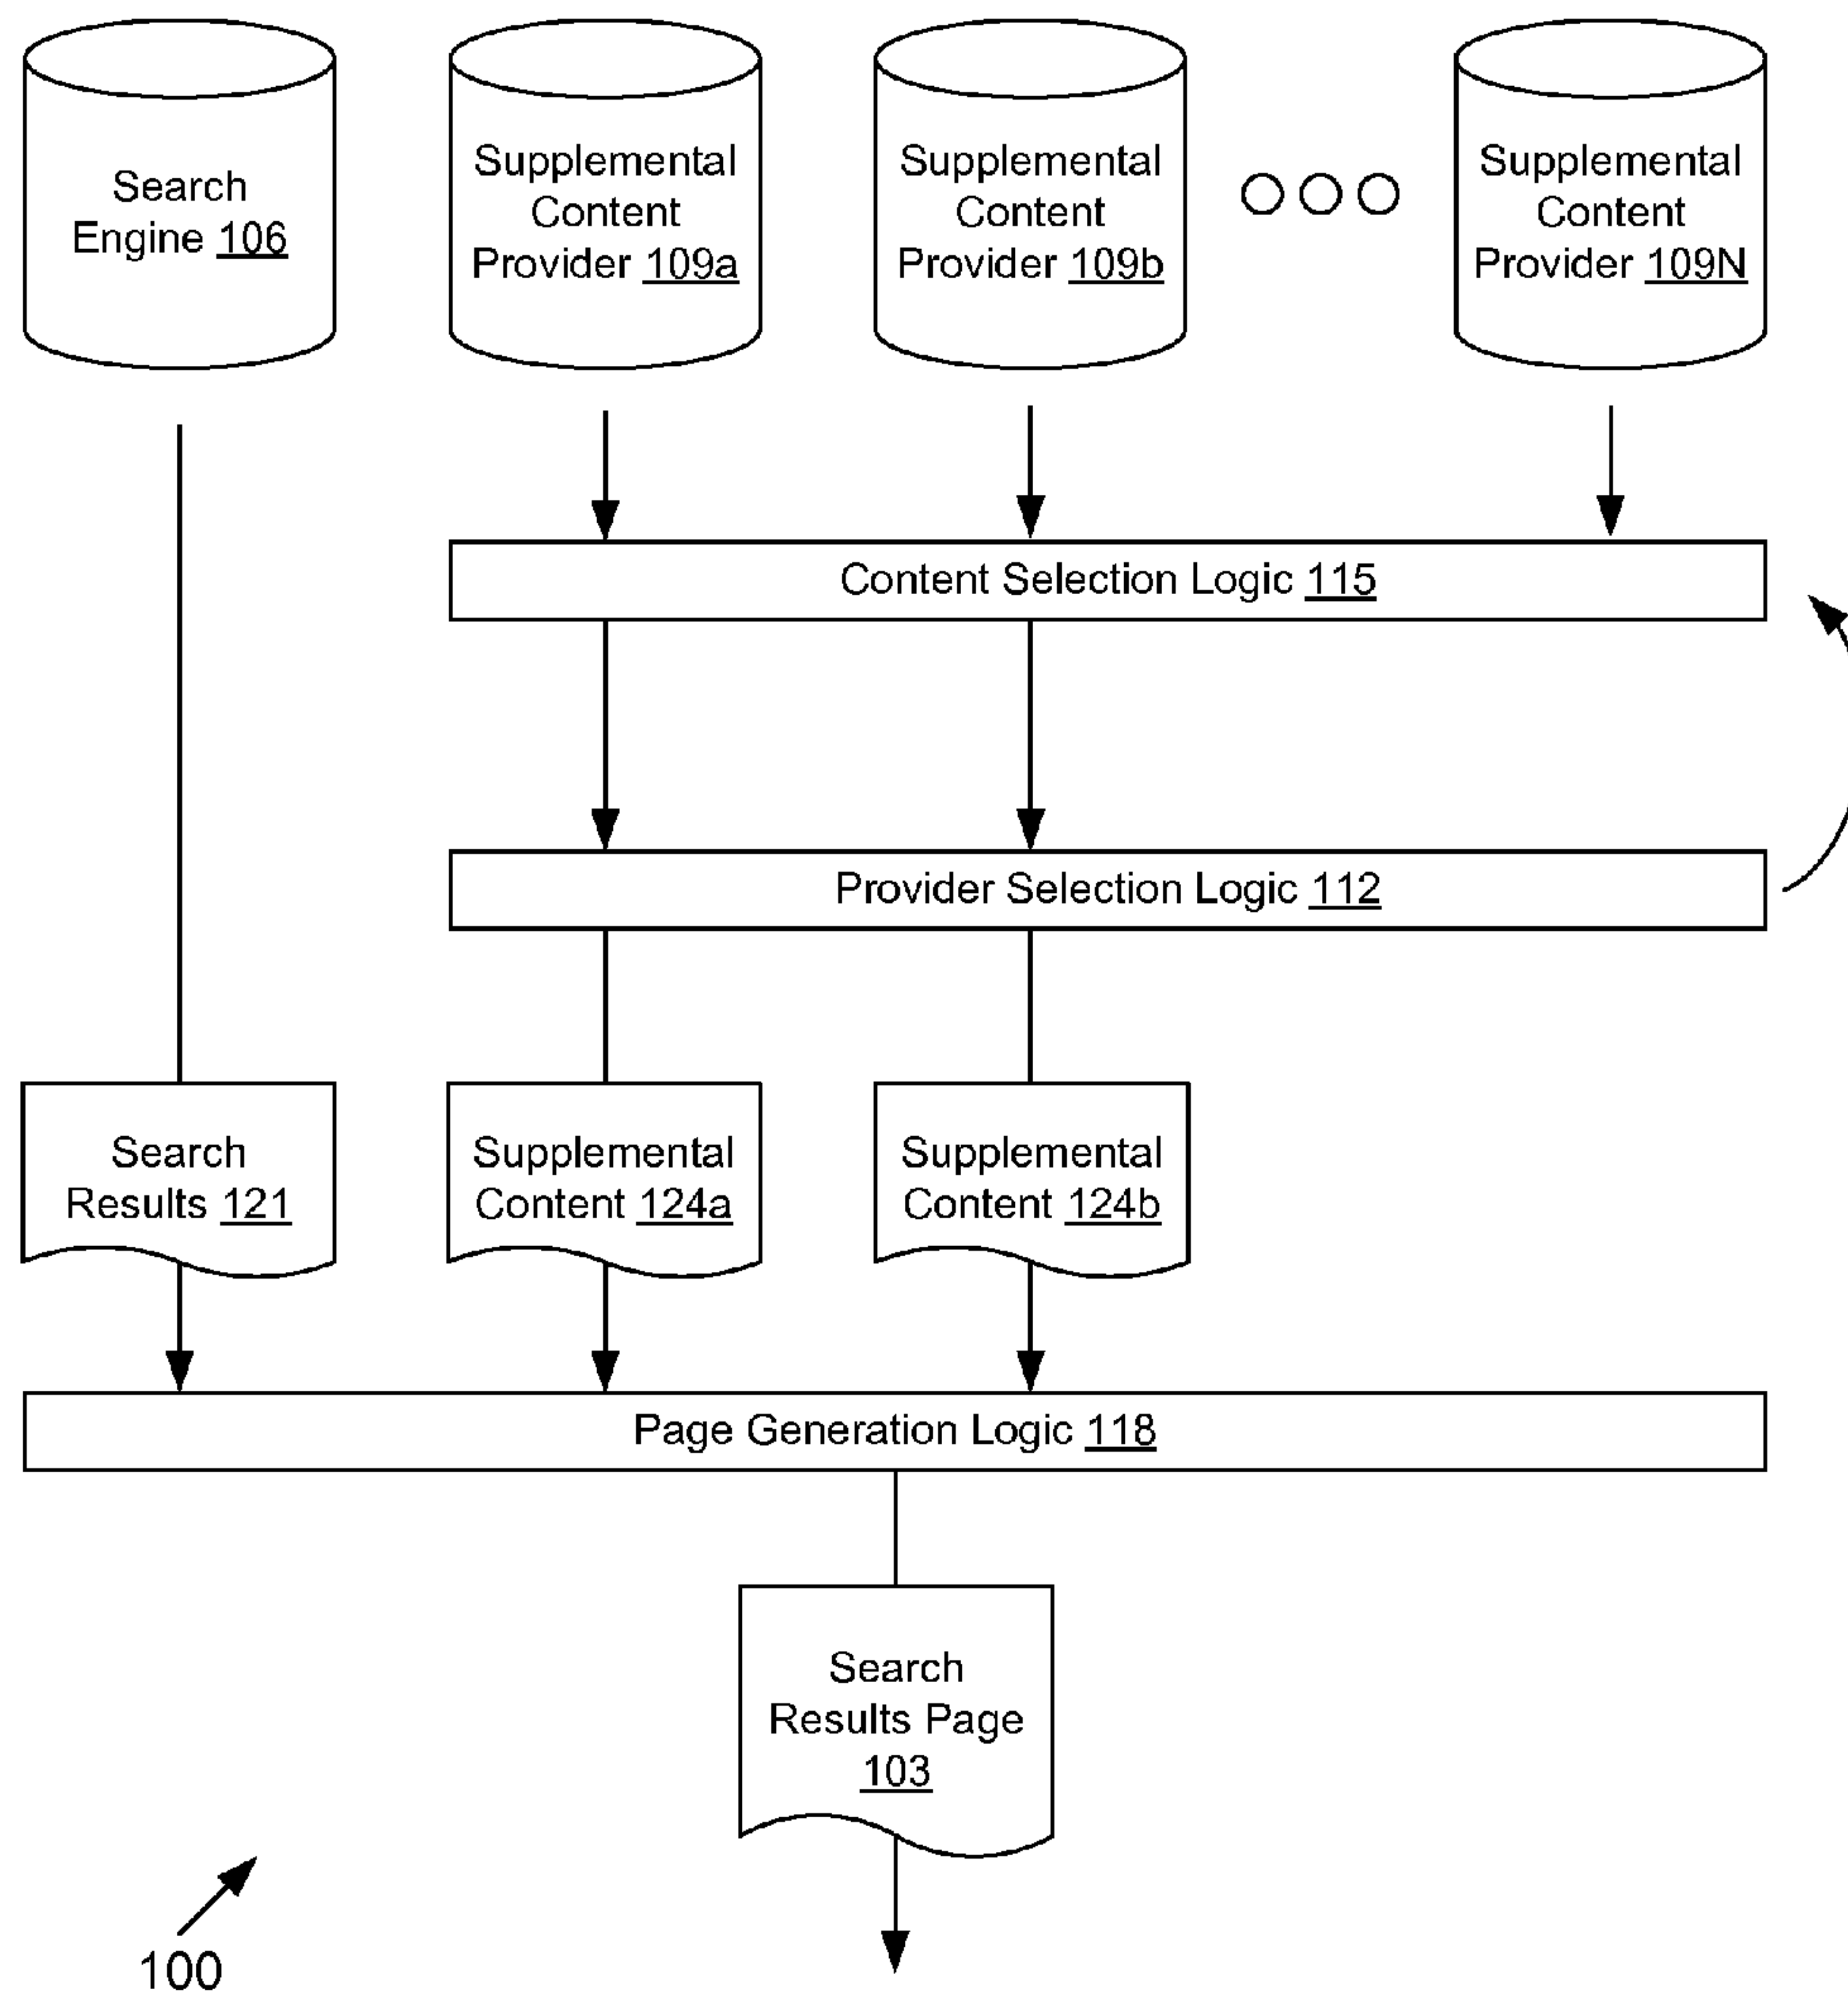 Search
Engine 106
Supplemental
Content
Provider 109a
Supplemental
Content
Provider 109b
Supplemental
Content
Provider 109N
Content Selection Logic 115
Provider Selection Logic 112
Search
Results 121
Supplemental
Content 124a
Supplemental
Content 124b
Page Generation Logic 118
Search
Results Page
103
100